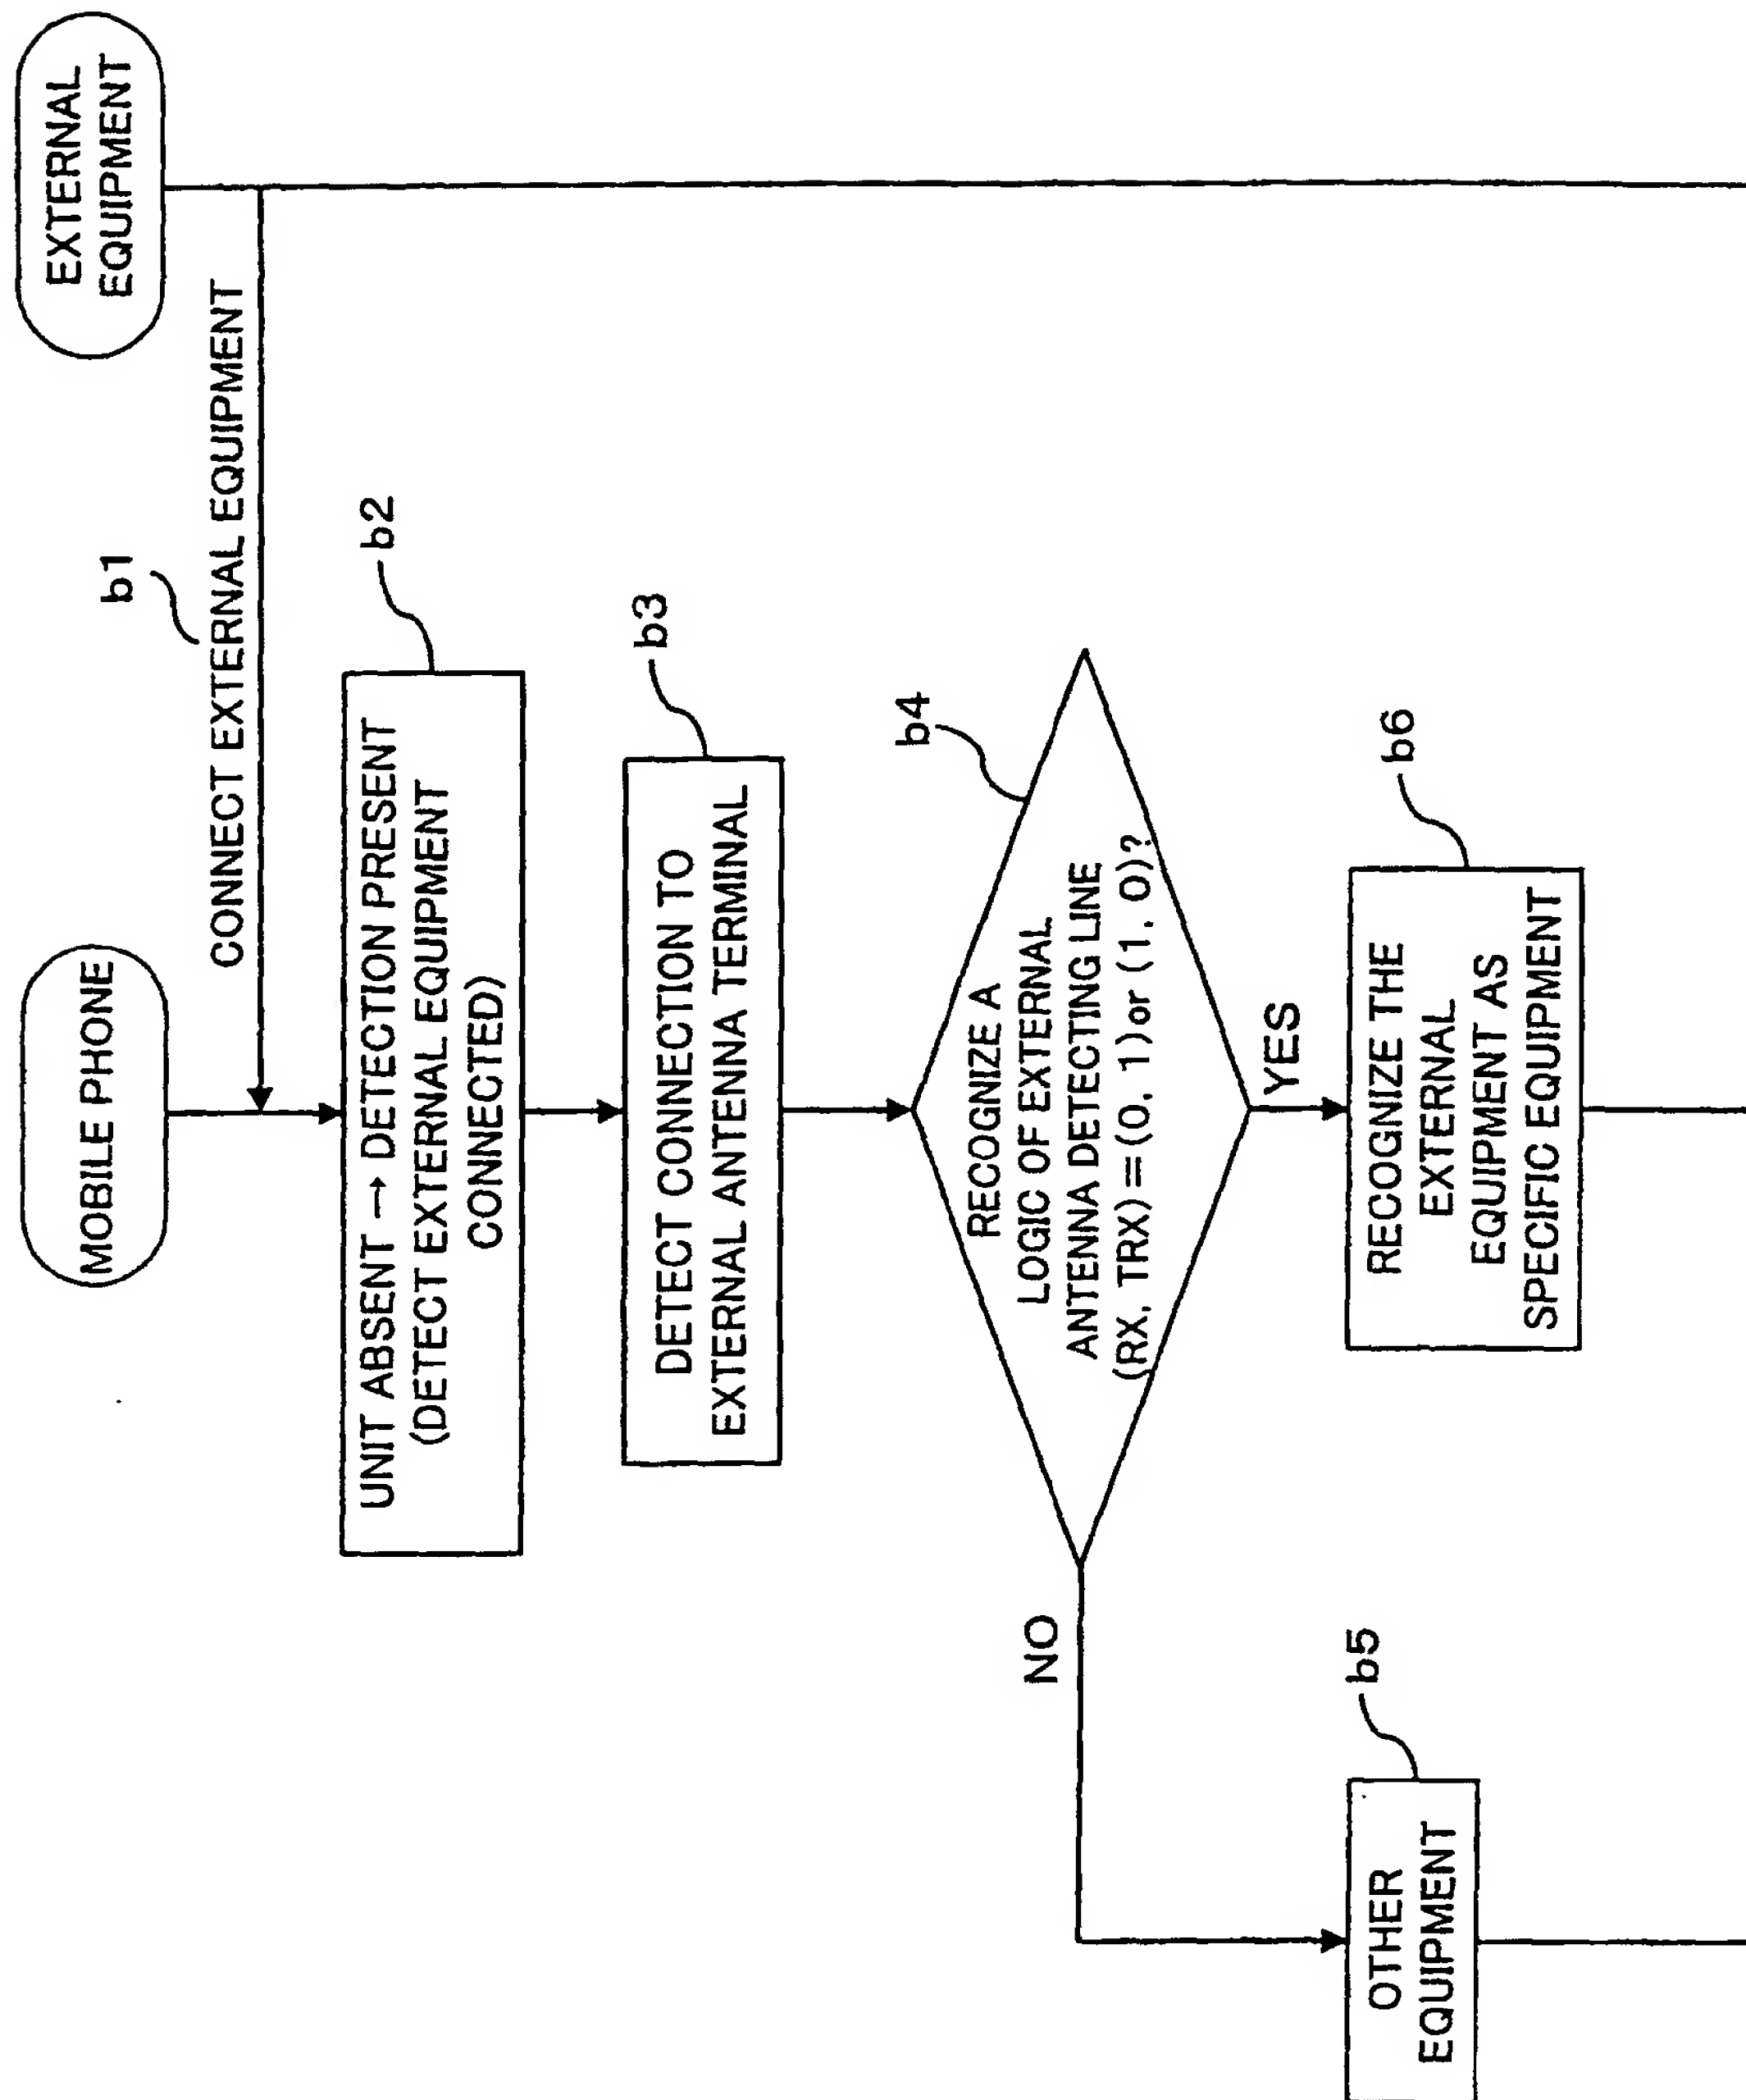 MOBILE PHONE
EXTERNAL
EQUIPMENT
b1
CONNECT EXTERNAL EQUIPMENT
b2
UNIT ABSENT → DETECTION PRESENT
(DETECT EXTERNAL EQUIPMENT
CONNECTED)
b3
DETECT CONNECTION TO
EXTERNAL ANTENNA TERMINAL
b4
RECOGNIZE A
LOGIC OF EXTERNAL
ANTENNA DETECTING LINE
(RX, TRX)=(0, 1)or (1, 0)?
NO
YES
b5
OTHER
EQUIPMENT
b6
RECOGNIZE THE
EXTERNAL
EQUIPMENT AS
SPECIFIC EQUIPMENT